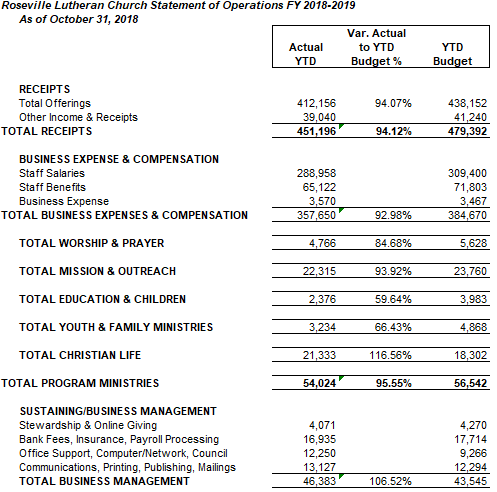 Roseville Lutheran Church Statement of Operations FY 2018-2019
As of October 31, 2018
Var. Actual
Actual to YTD YTD
YTD Budget % Budget
RECEIPTS
Total Offerings 412,156 94.07% 438,152
Other Income & Receipts 39,040 41,240
TOTAL RECEIPTS 451,196 94.12% 479,392
BUSINESS EXPENSE & COMPENSATION
Staff Salaries 288,958 309,400
Staff Benefits 65,122 71,803
Business Expense 3,570 3,467
TOTAL BUSINESS EXPENSES & COMPENSATION 357,650 92.98% 384,670
TOTAL WORSHIP & PRAYER 4,766 84.68% 5,628
TOTAL MISSION & OUTREACH 22,315 93.92% 23,760
TOTAL EDUCATION & CHILDREN 2,376 59.64% 3,983
TOTAL YOUTH & FAMILY MINISTRIES 3,234 66.43% 4,868
TOTAL CHRISTIAN LIFE 21,333 116.56% 18,302
TOTAL PROGRAM MINISTRIES 54,024 95.55% 56,542
SUSTAINING/BUSINESS MANAGEMENT
Stewardship & Online Giving 4,071 4,270
Bank Fees, Insurance, Payroll Processing 16,935 17,714
Office Support, Computer/Network, Council 12,250 9,266
Communications, Printing, Publishing, Mailings 13,127 12,294
TOTAL BUSINESS MANAGEMENT 46,383 106.52% 43,545